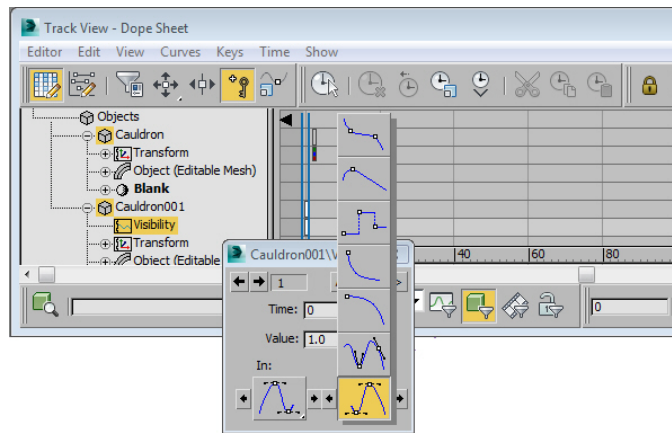 Track View - Dope Sheet
Editor Edit View Curves Keys Time Show
Objects
Cauldron
Transform
Object (Editable Mesh)
Blank
Cauldron001
Visibility
Transform
Object (Editable
40 60 80
Cauldron001\V
1
Time: 0
Value: 1.0
In:
0